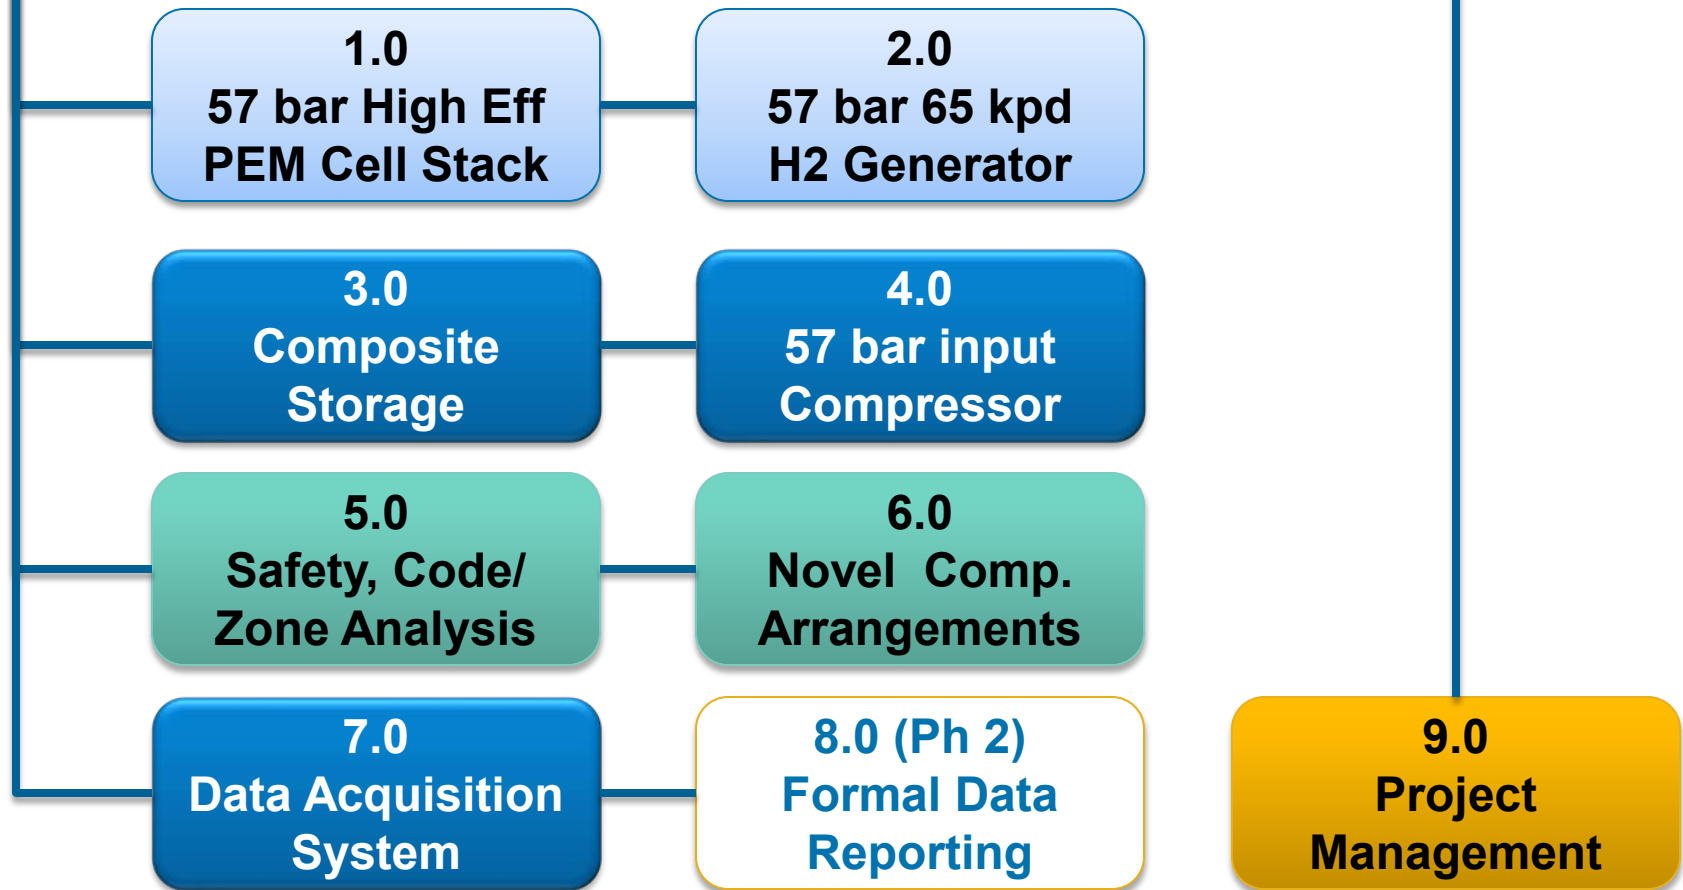 1.0
57 bar High Eff
PEM Cell Stack
2.0
57 bar 65 kpd
H2 Generator
3.0
Composite
Storage
4.0
57 bar input
Compressor
5.0
Safety, Code/
Zone Analysis
6.0
Novel  Comp.
Arrangements
7.0
Data Acquisition
System
8.0 (Ph 2)
Formal Data
Reporting
9.0
Project
Management